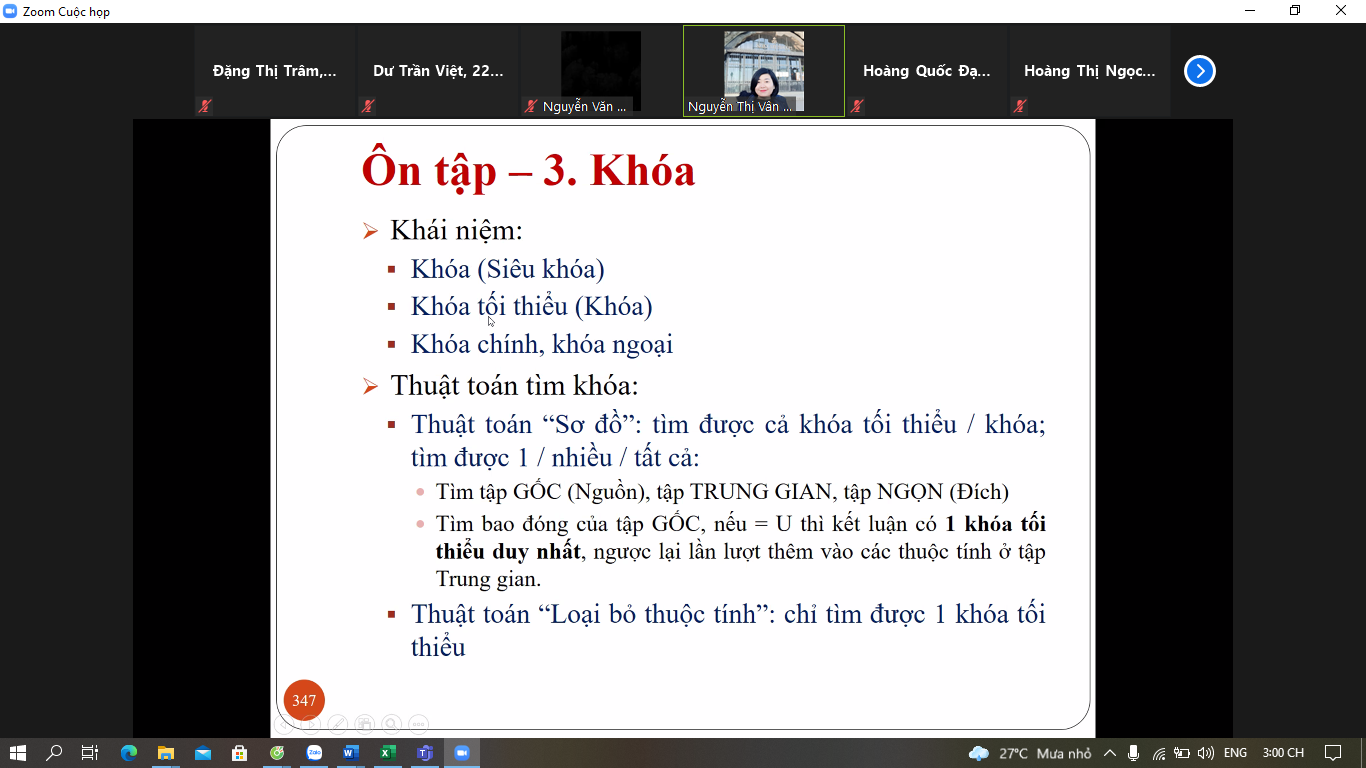 Zoom Cuộc họp
Đặng Thị Trâm,...
Dư Trần Việt, 22...
Nguyễn Văn ...
Nguyễn Thị Vân ...
Hoàng Quốc Đạ...
Hoàng Thị Ngọc...
Ôn tập – 3. Khóa
Khái niệm:
Khóa (Siêu khóa)
Khóa tối thiểu (Khóa)
Khóa chính, khóa ngoại
Thuật toán tìm khóa:
Thuật toán “Sơ đồ”: tìm được cả khóa tối thiểu / khóa;
tìm được 1 / nhiều / tất cả:
Tìm tập GỐC (Nguồn), tập TRUNG GIAN, tập NGỌN (Đích)
Tìm bao đóng của tập GỐC, nếu = U thì kết luận có 1 khóa tối
thiểu duy nhất, ngược lại lần lượt thêm vào các thuộc tính ở tập
Trung gian.
Thuật toán “Loại bỏ thuộc tính”: chỉ tìm được 1 khóa tối
thiểu
347
Zalo
27°C Mưa nhỏ
ENG
3:00 CH